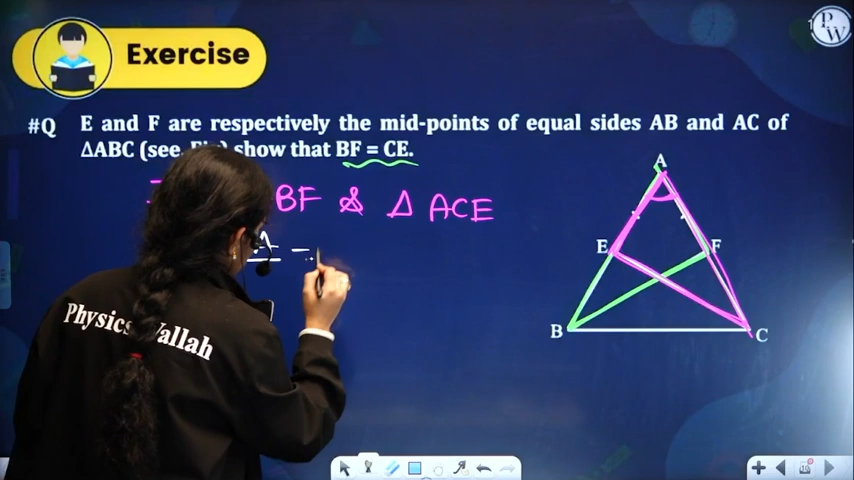 Exercise
#Q E and F are respectively the mid-points of equal sides AB and AC of
ΔABC (see, show that BF = CE.
BF & Δ ACE
A =
A
E F
B C
Physics Wallah
PW